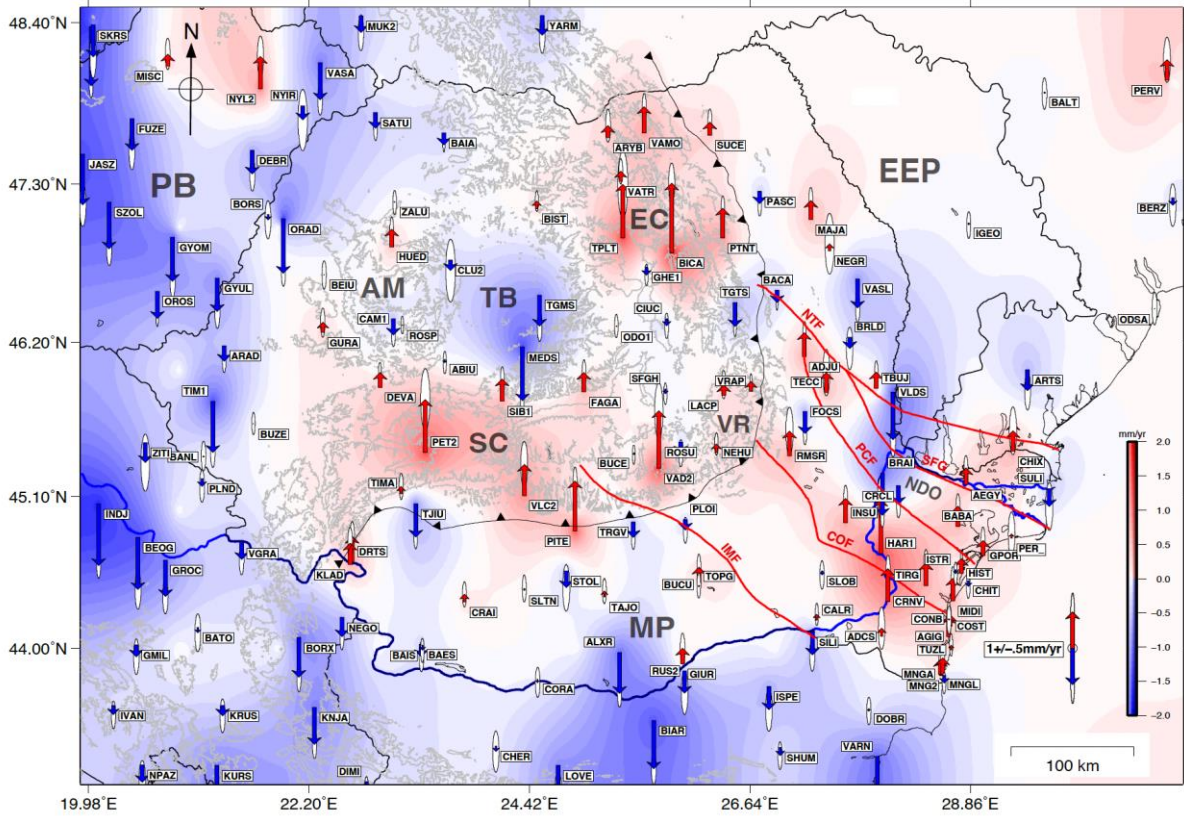 48.40°N
SKRS
N
MUK2
YARM
MISC
NYL2
VASA
NYIR
BALT
PERV
FUZE
SATU
BAIA
ARYB
VAMO
SUCE
EEP
JASZ
47.30°N
DEBR
PB
VATR
EC
BORS
ZALU
BIST
PASC
BERZ
SZOL
ORAD
HUED
TPLT
BICA
PTNT
MAJA
IGEO
GYOM
NEGR
CLU2
GHE1
BEIU
AM
TB
BACA
GYUL
TGTS
VASL
OROS
TGMS
CIUC
NTF
CAM1
ROSP
ODSA
46.20°N
GURA
ODO1
BRLD
ARAD
MEDS
ABIU
ADJU
SFGH
VRAP
TECC
TBUJ
ARTS
TIM1
DEVA
SIB1
FAGA
LACP
FOCS
VLDS
VR
BUZE
SC
PET2
mm/yr
ZITI
BANL
BUCE
ROSU
NEHU
RMSR
PCF
BRAI
SFG
CHIX
2.0
SULI
VAD2
NDO
PLND
TIMA
1.5
45.10°N
CRCL
AEGY
VLC2
INSU
BABA
INDJ
TJIU
PLOI
1.0
PITE
TRGV
COF
HAR1
PER_
BEOG
VGRA
DRTS
IMF
GPOR
0.5
GROC
KLAD
STOL
BUCU
TOPG
SLOB
TIRG
ISTR
HIST
0.0
CHIT
SLTN
TAJO
CRAI
CRNV
MIDI
CALR
CONB
COST
-0.5
MP
NEGO
BATO
SILI
ADCS
AGIG
44.00°N
GMIL
BORX
BAIS
BAES
ALXR
TUZL
1+/−.5mm/yr
-1.0
RUS2
GIUR
MNGA
MNG2
MNGL
CORA
-1.5
IVAN
KRUS
KNJA
ISPE
DOBR
-2.0
BIAR
CHER
SHUM
VARN
NPAZ
KURS
DIMI
LOVE
100 km
19.98°E
22.20°E
24.42°E
26.64°E
28.86°E